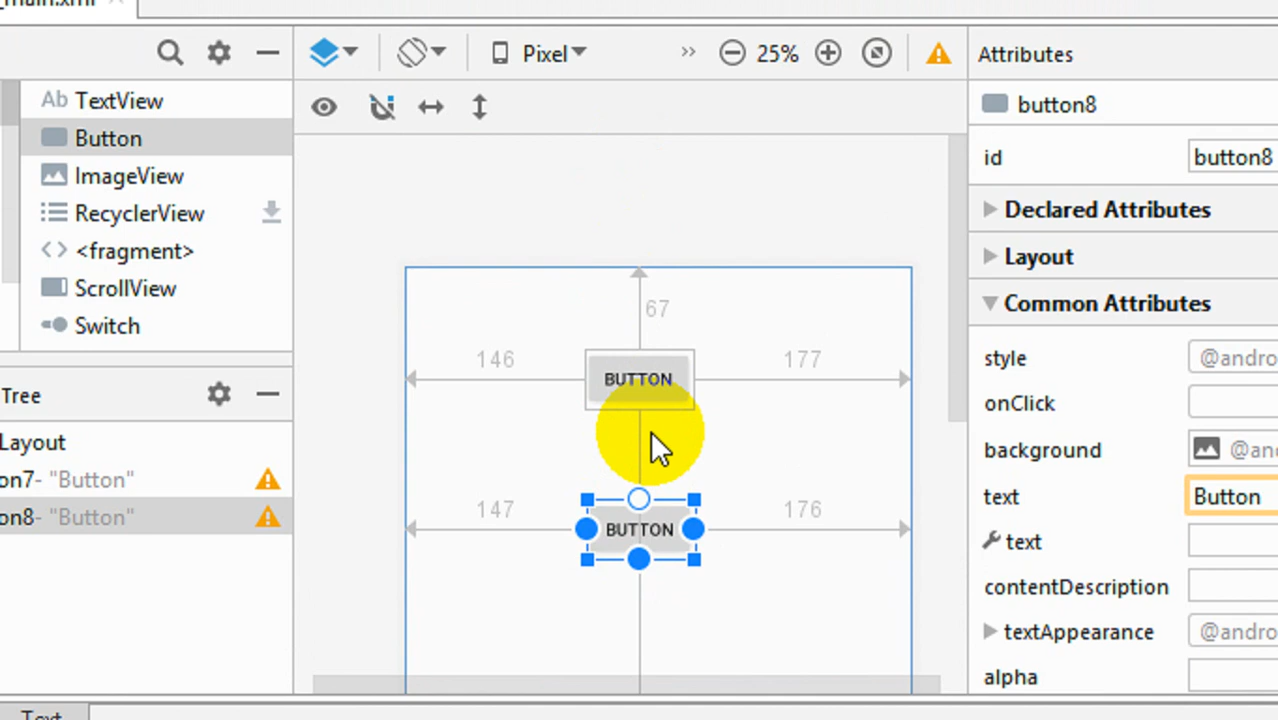 _main.xml
Pixel
25%
Attributes
Ab TextView
Button
ImageView
RecyclerView
<fragment>
ScrollView
Switch
Tree
Layout
on7- "Button"
on8- "Button"
67
146
177
BUTTON
147
176
BUTTON
button8
id
button8
Declared Attributes
Layout
Common Attributes
style
@andro
onClick
background
@and
text
Button
text
contentDescription
textAppearance
@andro
alpha
Text